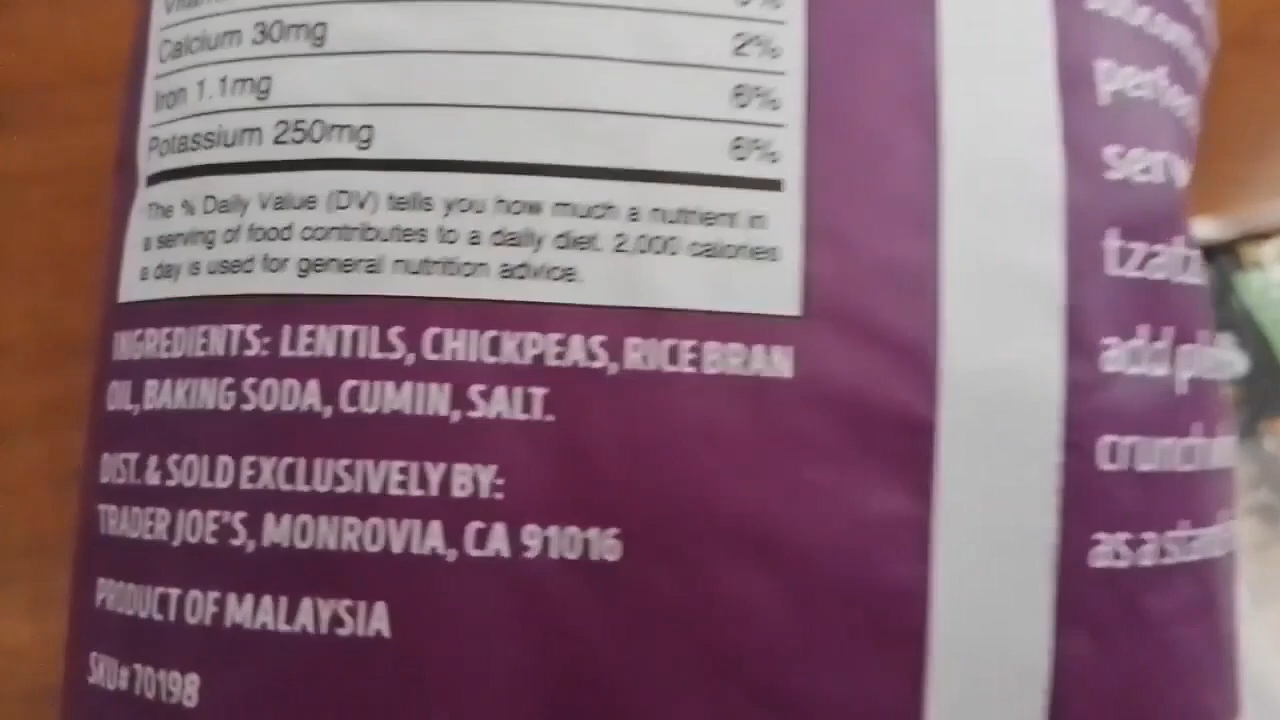 Calcium 30mg 2%
Iron 1.1mg 6%
Potassium 250mg 6%
The % Daily Value (DV) tells you how much a nutrient in
a serving of food contributes to a daily diet. 2,000 calories
a day is used for general nutrition advice.
INGREDIENTS: LENTILS, CHICKPEAS, RICE BRAN
OIL, BAKING SODA, CUMIN, SALT.
DIST. & SOLD EXCLUSIVELY BY:
TRADER JOE'S, MONROVIA, CA 91016
PRODUCT OF MALAYSIA
SKU# 70198
add
as a